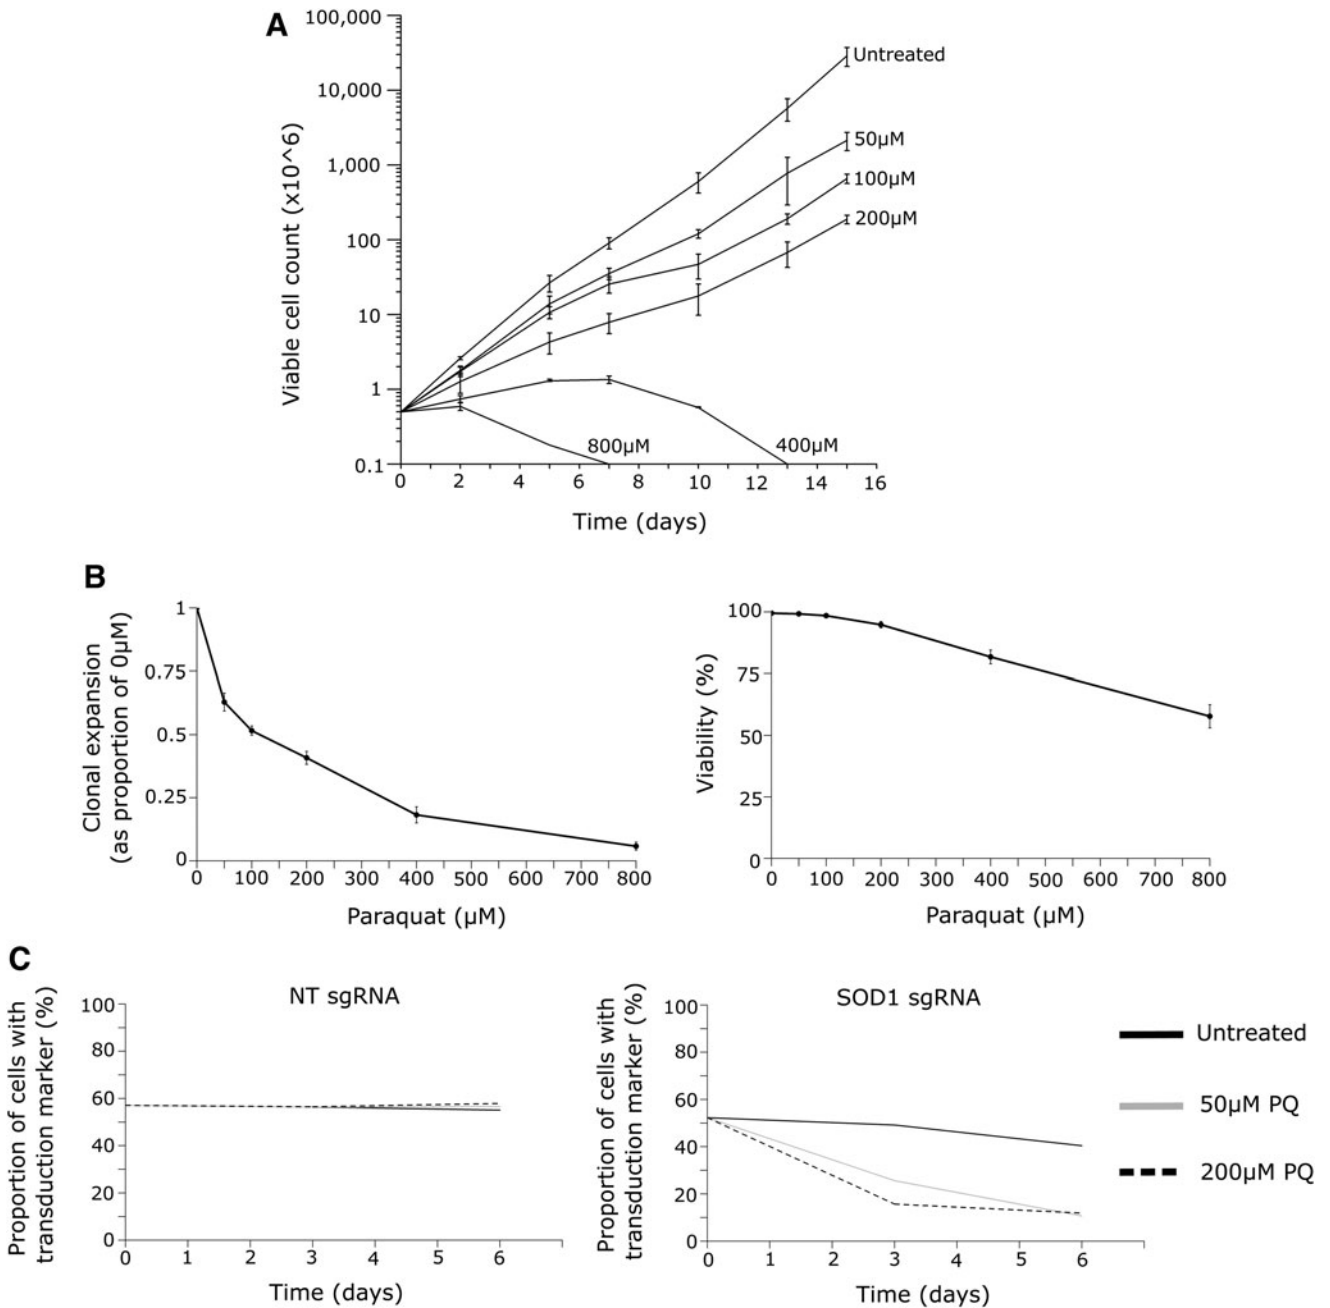 A
100,000
10,000
1,000
100
10
1
0.1
Viable cell count (x10^6)
Untreated
50µM
100µM
200µM
800µM
400µM
0 2 4 6 8 10 12 14 16
Time (days)
B
1
0.75
0.5
0.25
0
Clonal expansion
(as proportion of 0µM)
0 100 200 300 400 500 600 700 800
Paraquat (µM)
100
75
50
25
0
Viability (%)
0 100 200 300 400 500 600 700 800
Paraquat (µM)
C
NT sgRNA
100
80
60
40
20
0
Proportion of cells with
transduction marker (%)
0 1 2 3 4 5 6
Time (days)
SOD1 sgRNA
100
80
60
40
20
0
Proportion of cells with
transduction marker (%)
0 1 2 3 4 5 6
Time (days)
Untreated
50µM PQ
200µM PQ